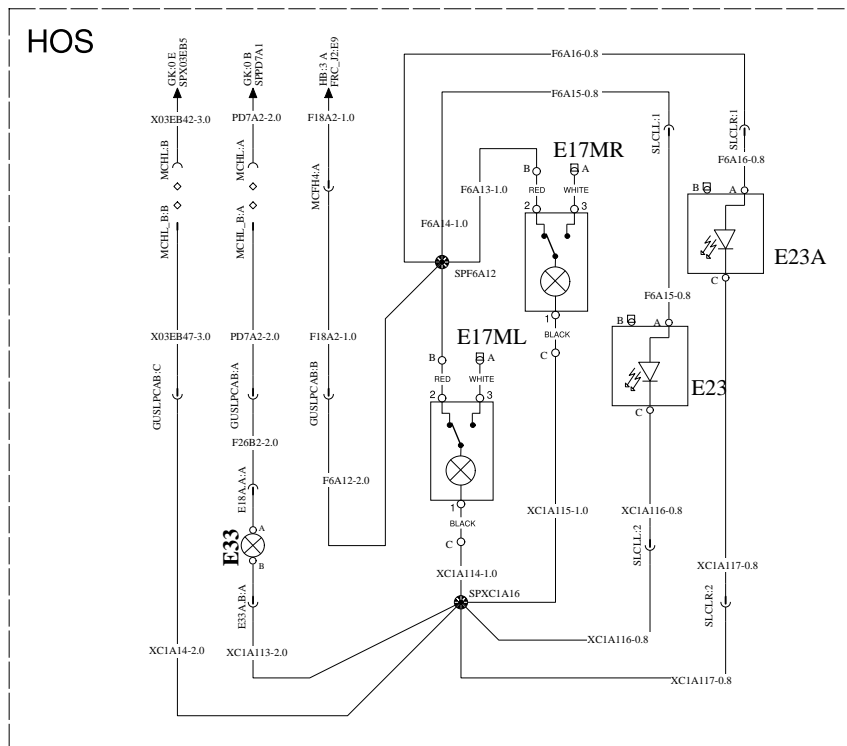 HOS
GK:0 E
SPX03EB5
GK:0 B
SPPD7A1
HB:3 A
FRC_J2:E9
F6A16-0.8
F6A15-0.8
X03EB42-3.0
PD7A2-2.0
F18A2-1.0
SLCLL:1
SLCLR:1
MCHL:B
MCHL:A
MCFH4:A
E17MR
F6A16-0.8
B
A
B
A
F6A13-1.0
RED
WHITE
2
3
MCHL_B:B
MCHL_B:A
F6A14-1.0
E23A
SPF6A12
C
F6A15-0.8
1
B
A
X03EB47-3.0
PD7A2-2.0
F18A2-1.0
E17ML
BLACK
C
B
A
RED
WHITE
E23
GUSLPCAB:C
GUSLPCAB:A
GUSLPCAB:B
2
3
C
F26B2-2.0
F6A12-2.0
E18A.A:A
1
XC1A115-1.0
XC1A116-0.8
E33
A
B
BLACK
C
SLCLL:2
XC1A117-0.8
XC1A114-1.0
E33A.B:A
SPXC1A16
SLCLR:2
XC1A14-2.0
XC1A113-2.0
XC1A116-0.8
XC1A117-0.8